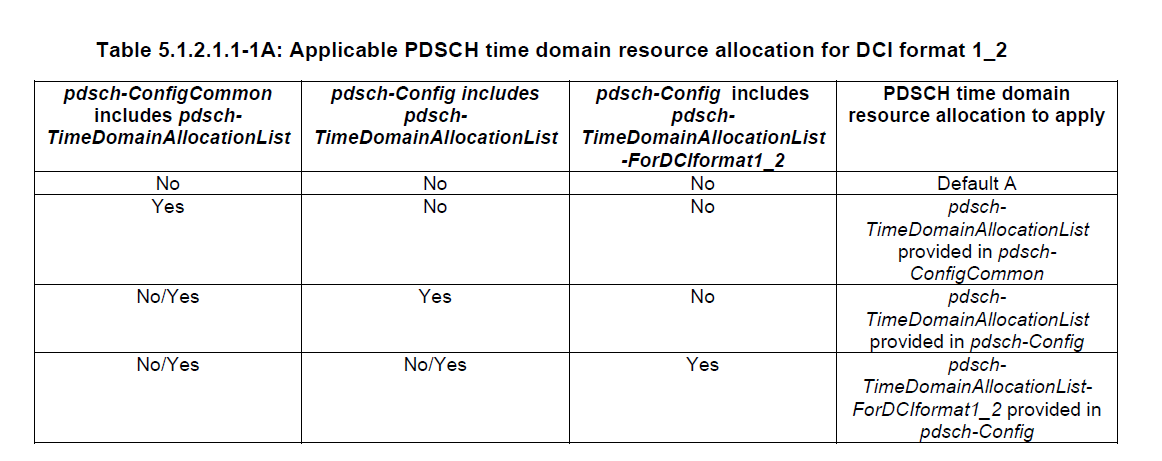 Table 5.1.2.1.1-1A: Applicable PDSCH time domain resource allocation for DCI format 1_2
pdsch-ConfigCommon
includes pdsch-
TimeDomainAllocationList
pdsch-Config includes
pdsch-
TimeDomainAllocationList
pdsch-Config includes
pdsch-
TimeDomainAllocationList
-ForDCIformat1_2
PDSCH time domain
resource allocation to apply
No
No
No
Default A
Yes
No
No
pdsch-
TimeDomainAllocationList
provided in pdsch-
ConfigCommon
No/Yes
Yes
No
pdsch-
TimeDomainAllocationList
provided in pdsch-Config
No/Yes
No/Yes
Yes
pdsch-
TimeDomainAllocationList-
ForDCIformat1_2 provided in
pdsch-Config